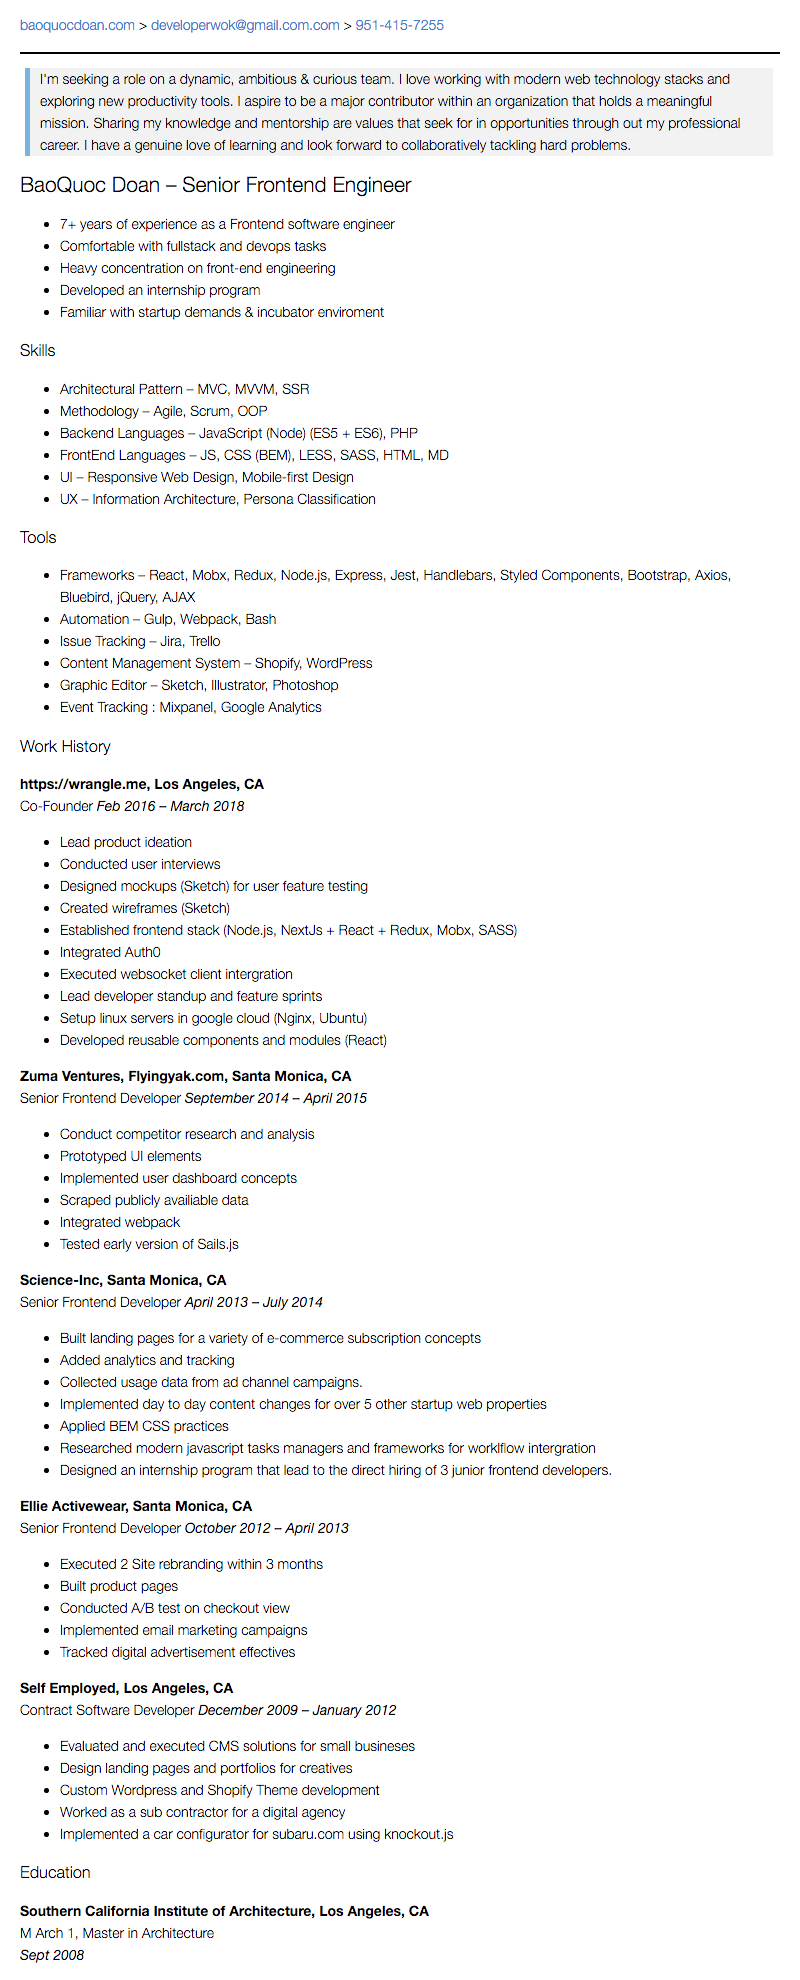 baoquocdoan.com > developerwok@gmail.com.com > 951-415-7255
I'm seeking a role on a dynamic, ambitious & curious team. I love working with modern web technology stacks and
exploring new productivity tools. I aspire to be a major contributor within an organization that holds a meaningful
mission. Sharing my knowledge and mentorship are values that seek for in opportunities through out my professional
career. I have a genuine love of learning and look forward to collaboratively tackling hard problems.
BaoQuoc Doan – Senior Frontend Engineer
• 7+ years of experience as a Frontend software engineer
• Comfortable with fullstack and devops tasks
• Heavy concentration on front-end engineering
• Developed an internship program
• Familiar with startup demands & incubator enviroment
Skills
• Architectural Pattern – MVC, MVVM, SSR
• Methodology – Agile, Scrum, OOP
• Backend Languages – JavaScript (Node) (ES5 + ES6), PHP
• FrontEnd Languages – JS, CSS (BEM), LESS, SASS, HTML, MD
• UI – Responsive Web Design, Mobile-first Design
• UX – Information Architecture, Persona Classification
Tools
• Frameworks – React, Mobx, Redux, Node.js, Express, Jest, Handlebars, Styled Components, Bootstrap, Axios,
Bluebird, jQuery, AJAX
• Automation – Gulp, Webpack, Bash
• Issue Tracking – Jira, Trello
• Content Management System – Shopify, WordPress
• Graphic Editor – Sketch, Illustrator, Photoshop
• Event Tracking : Mixpanel, Google Analytics
Work History
https://wrangle.me, Los Angeles, CA
Co-Founder Feb 2016 – March 2018
• Lead product ideation
• Conducted user interviews
• Designed mockups (Sketch) for user feature testing
• Created wireframes (Sketch)
• Established frontend stack (Node.js, NextJs + React + Redux, Mobx, SASS)
• Integrated Auth0
• Executed websocket client intergration
• Lead developer standup and feature sprints
• Setup linux servers in google cloud (Nginx, Ubuntu)
• Developed reusable components and modules (React)
Zuma Ventures, Flyingyak.com, Santa Monica, CA
Senior Frontend Developer September 2014 – April 2015
• Conduct competitor research and analysis
• Prototyped UI elements
• Implemented user dashboard concepts
• Scraped publicly availiable data
• Integrated webpack
• Tested early version of Sails.js
Science-Inc, Santa Monica, CA
Senior Frontend Developer April 2013 – July 2014
• Built landing pages for a variety of e-commerce subscription concepts
• Added analytics and tracking
• Collected usage data from ad channel campaigns.
• Implemented day to day content changes for over 5 other startup web properties
• Applied BEM CSS practices
• Researched modern javascript tasks managers and frameworks for worklflow intergration
• Designed an internship program that lead to the direct hiring of 3 junior frontend developers.
Ellie Activewear, Santa Monica, CA
Senior Frontend Developer October 2012 – April 2013
• Executed 2 Site rebranding within 3 months
• Built product pages
• Conducted A/B test on checkout view
• Implemented email marketing campaigns
• Tracked digital advertisement effectives
Self Employed, Los Angeles, CA
Contract Software Developer December 2009 – January 2012
• Evaluated and executed CMS solutions for small busineses
• Design landing pages and portfolios for creatives
• Custom Wordpress and Shopify Theme development
• Worked as a sub contractor for a digital agency
• Implemented a car configurator for subaru.com using knockout.js
Education
Southern California Institute of Architecture, Los Angeles, CA
M Arch 1, Master in Architecture
Sept 2008